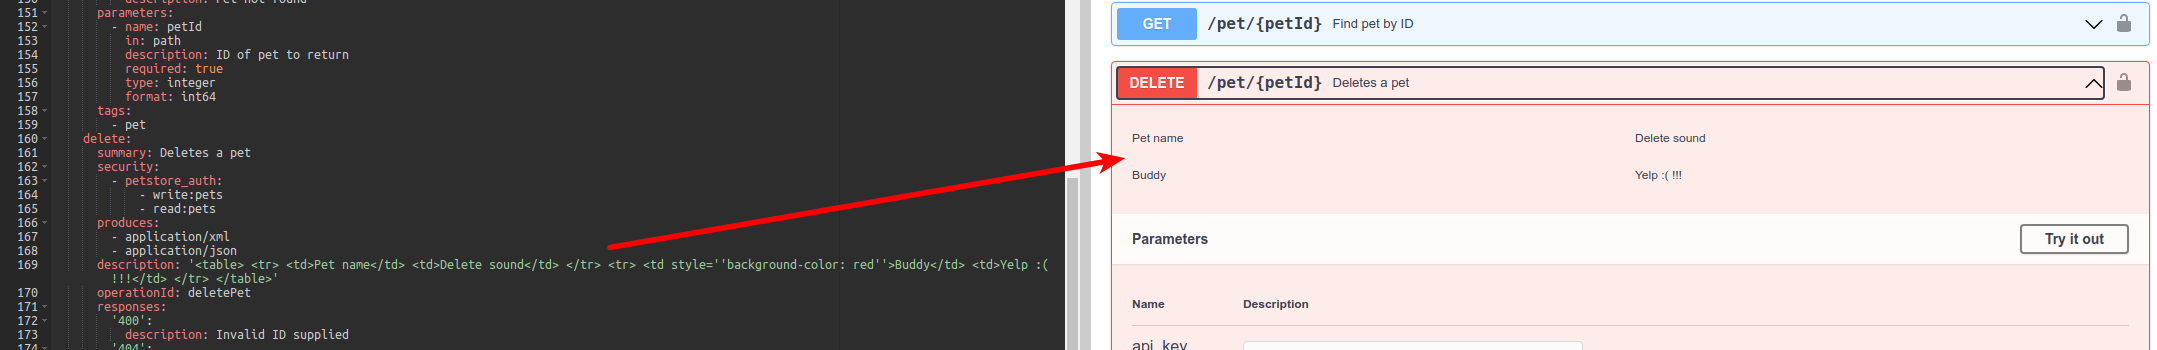 150 description: Pet not found
151 parameters:
152 - name: petId
153 in: path
154 description: ID of pet to return
155 required: true
156 type: integer
157 format: int64
158 tags:
159 - pet
160 delete:
161 summary: Deletes a pet
162 security:
163 - petstore_auth:
164 - write:pets
165 - read:pets
166 produces:
167 - application/xml
168 - application/json
169 description: '<table> <tr> <td>Pet name</td> <td>Delete sound</td> </tr> <tr> <td style=''background-color: red''>Buddy</td> <td>Yelp :(
!!!</td> </tr> </table>'
170 operationId: deletePet
171 responses:
172 '400':
173 description: Invalid ID supplied
174 '404':
GET /pet/{petId} Find pet by ID
DELETE /pet/{petId} Deletes a pet
Pet name Delete sound
Buddy Yelp :( !!!
Parameters Try it out
Name Description
api_key